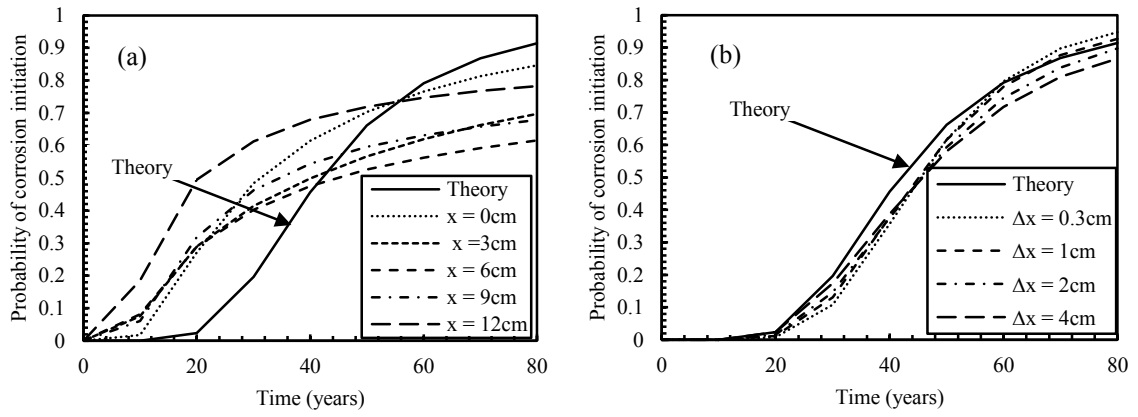 (a)
Probability of corrosion initiation
1
0.9
0.8
0.7
0.6
0.5
0.4
0.3
0.2
0.1
0
Theory
Theory
x = 0cm
x =3cm
x = 6cm
x = 9cm
x = 12cm
0 20 40 60 80
Time (years)
(b)
Probability of corrosion initiation
1
0.9
0.8
0.7
0.6
0.5
0.4
0.3
0.2
0.1
0
Theory
Theory
Δx = 0.3cm
Δx = 1cm
Δx = 2cm
Δx = 4cm
0 20 40 60 80
Time (years)